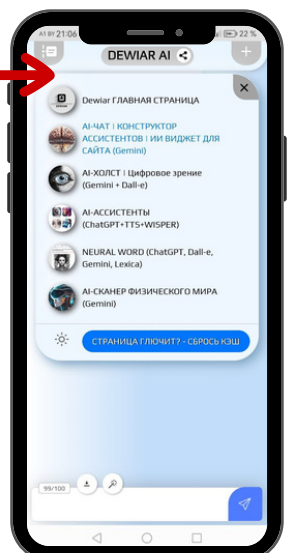 A1 BY 21:06
22 %
DEWIAR AI
Dewiar ГЛАВНАЯ СТРАНИЦА
AI-ЧАТ | КОНСТРУКТОР
АССИСТЕНТОВ | ИИ ВИДЖЕТ ДЛЯ
САЙТА (Gemini)
AI-ХОЛСТ | Цифровое зрение
(Gemini + Dall-e)
AI-АССИСТЕНТЫ
(ChatGPT+TTS+WISPER)
NEURAL WORD (ChatGPT, Dall-e,
Gemini, Lexica)
AI-СКАНЕР ФИЗИЧЕСКОГО МИРА
(Gemini)
СТРАНИЦА ГЛЮЧИТ? - СБРОСЬ КЭШ
99/100